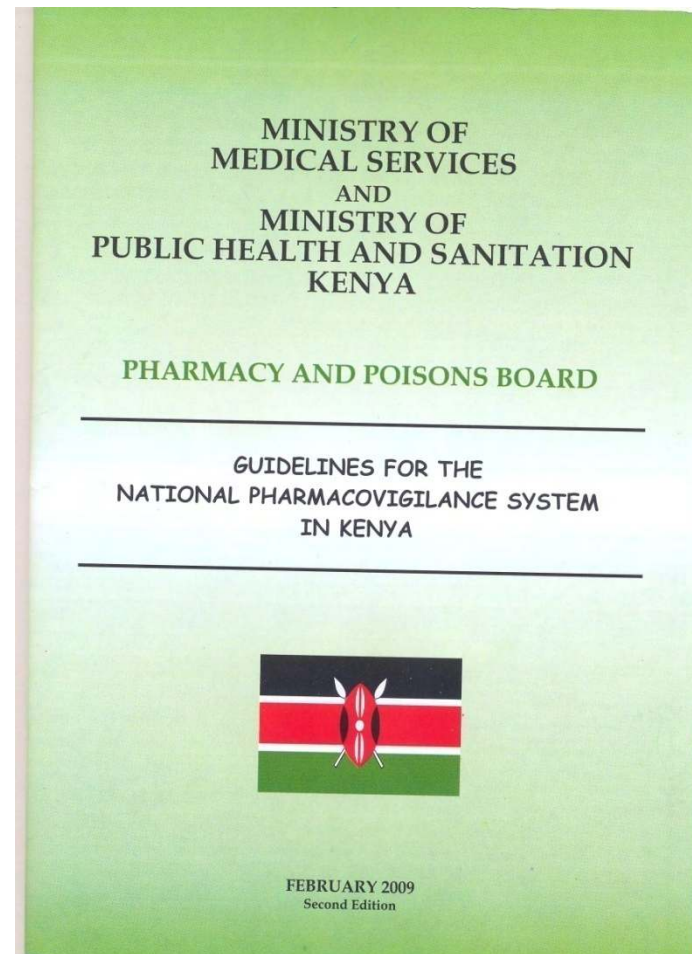 MINISTRY OF
MEDICAL SERVICES
AND
MINISTRY OF
PUBLIC HEALTH AND SANITATION
KENYA
PHARMACY AND POISONS BOARD
GUIDELINES FOR THE
NATIONAL PHARMACOVIGILANCE SYSTEM
IN KENYA
FEBRUARY 2009
Second Edition